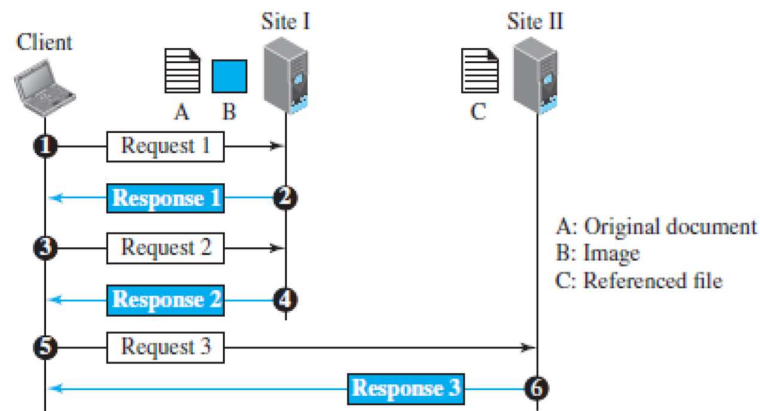 Site I
Site II
Client
A
B
C
1
Request 1
Response 1
2
3
Request 2
Response 2
4
5
Request 3
Response 3
6
A: Original document
B: Image
C: Referenced file